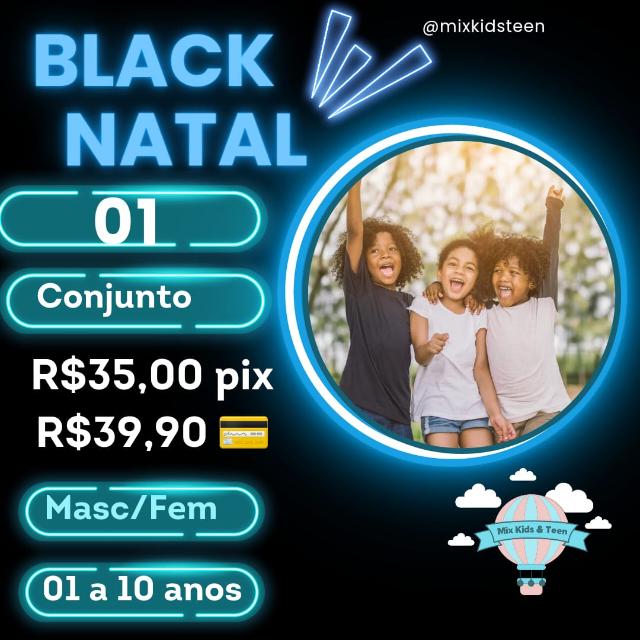 @mixkidsteen
BLACK
NATAL
01
Conjunto
R$35,00 pix
R$39,90
Masc/Fem
01 a 10 anos
Mix Kids & Teen